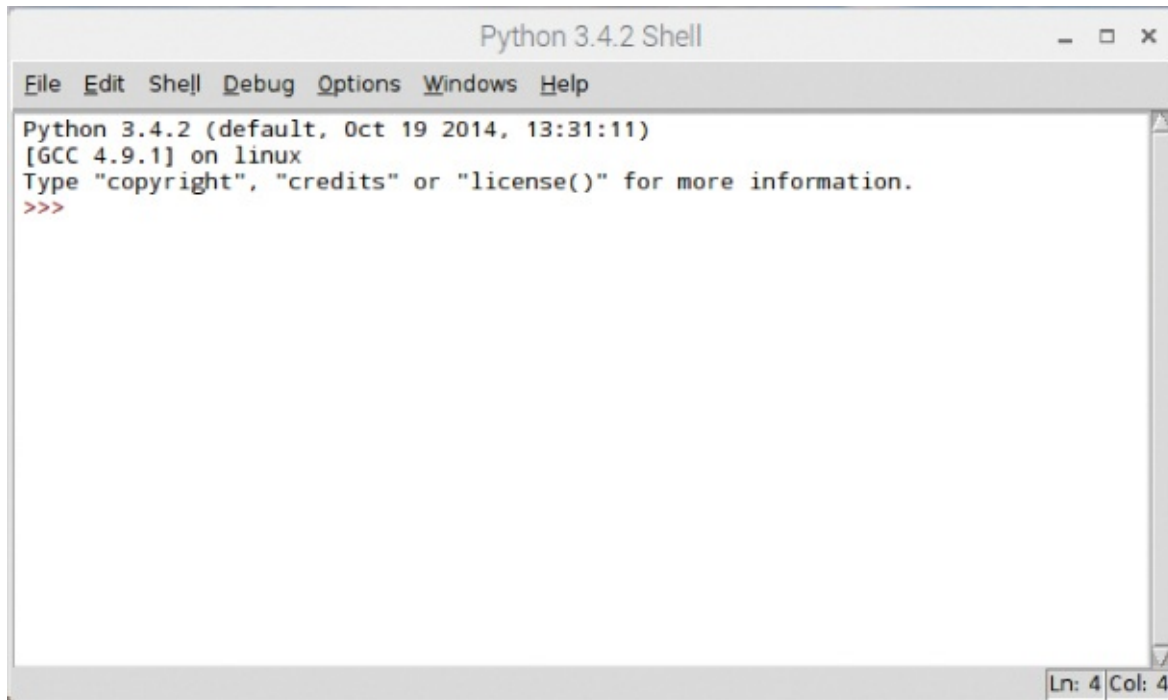 Python 3.4.2 Shell
File Edit Shell Debug Options Windows Help
Python 3.4.2 (default, Oct 19 2014, 13:31:11)
[GCC 4.9.1] on linux
Type "copyright", "credits" or "license()" for more information.
>>>
Ln: 4 Col: 4